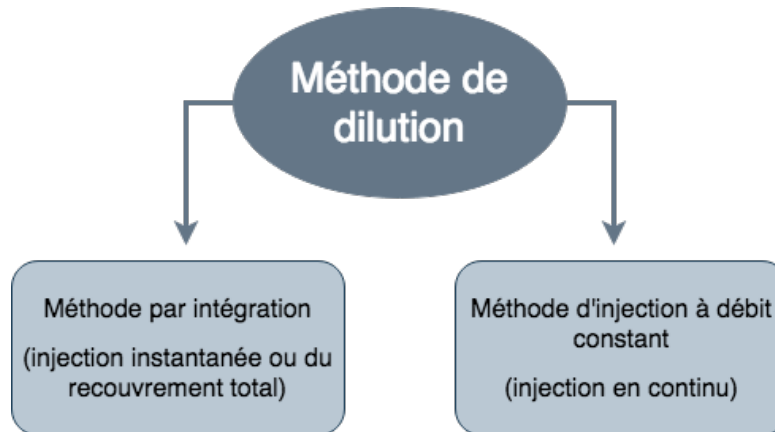 Méthode de
dilution
Méthode par intégration
(injection instantanée ou du
recouvrement total)
Méthode d'injection à débit
constant
(injection en continu)